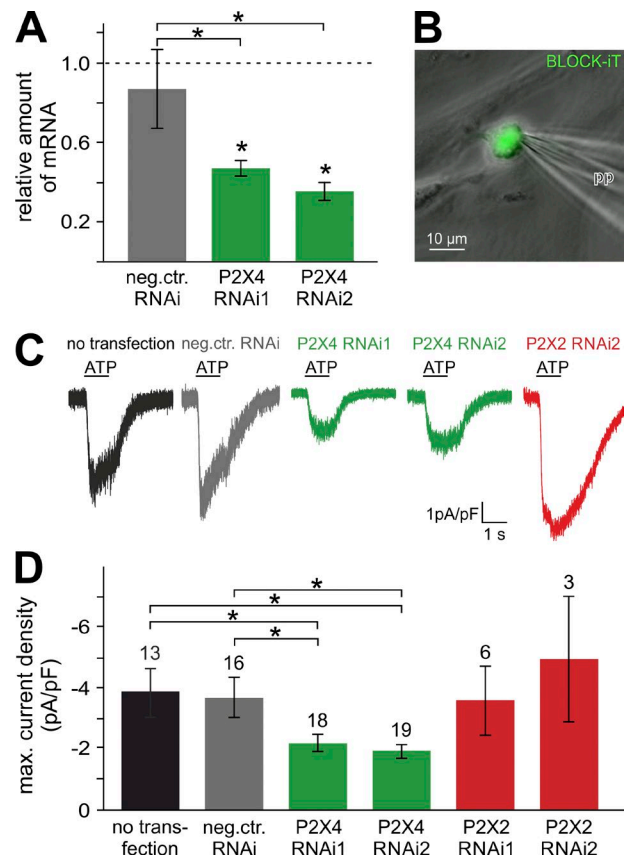 A
relative amount
of mRNA
1.0
0.6
0.2
*
*
*
*
neg.ctr.
RNAi
P2X4
RNAi1
P2X4
RNAi2
B
BLOCK-iT
pp
10 µm
C
no transfection
neg.ctr. RNAi
P2X4 RNAi1
P2X4 RNAi2
P2X2 RNAi2
ATP
ATP
ATP
ATP
ATP
1pA/pF
1 s
D
max. current density
(pA/pF)
-6
-4
-2
0
*
*
*
*
13
16
18
19
6
3
no trans-
fection
neg.ctr.
RNAi
P2X4
RNAi1
P2X4
RNAi2
P2X2
RNAi1
P2X2
RNAi2